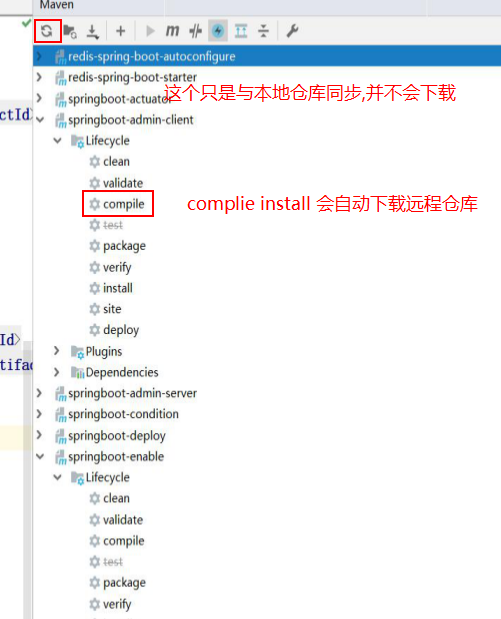 Maven
redis-spring-boot-autoconfigure
redis-spring-boot-starter
springboot-actuator
这个只是与本地仓库同步,并不会下载
ctId>
springboot-admin-client
Lifecycle
clean
validate
compile
complie install 会自动下载远程仓库
test
package
verify
install
site
deploy
Id>
Plugins
tifac
Dependencies
springboot-admin-server
springboot-condition
springboot-deploy
springboot-enable
Lifecycle
clean
validate
compile
test
package
verify